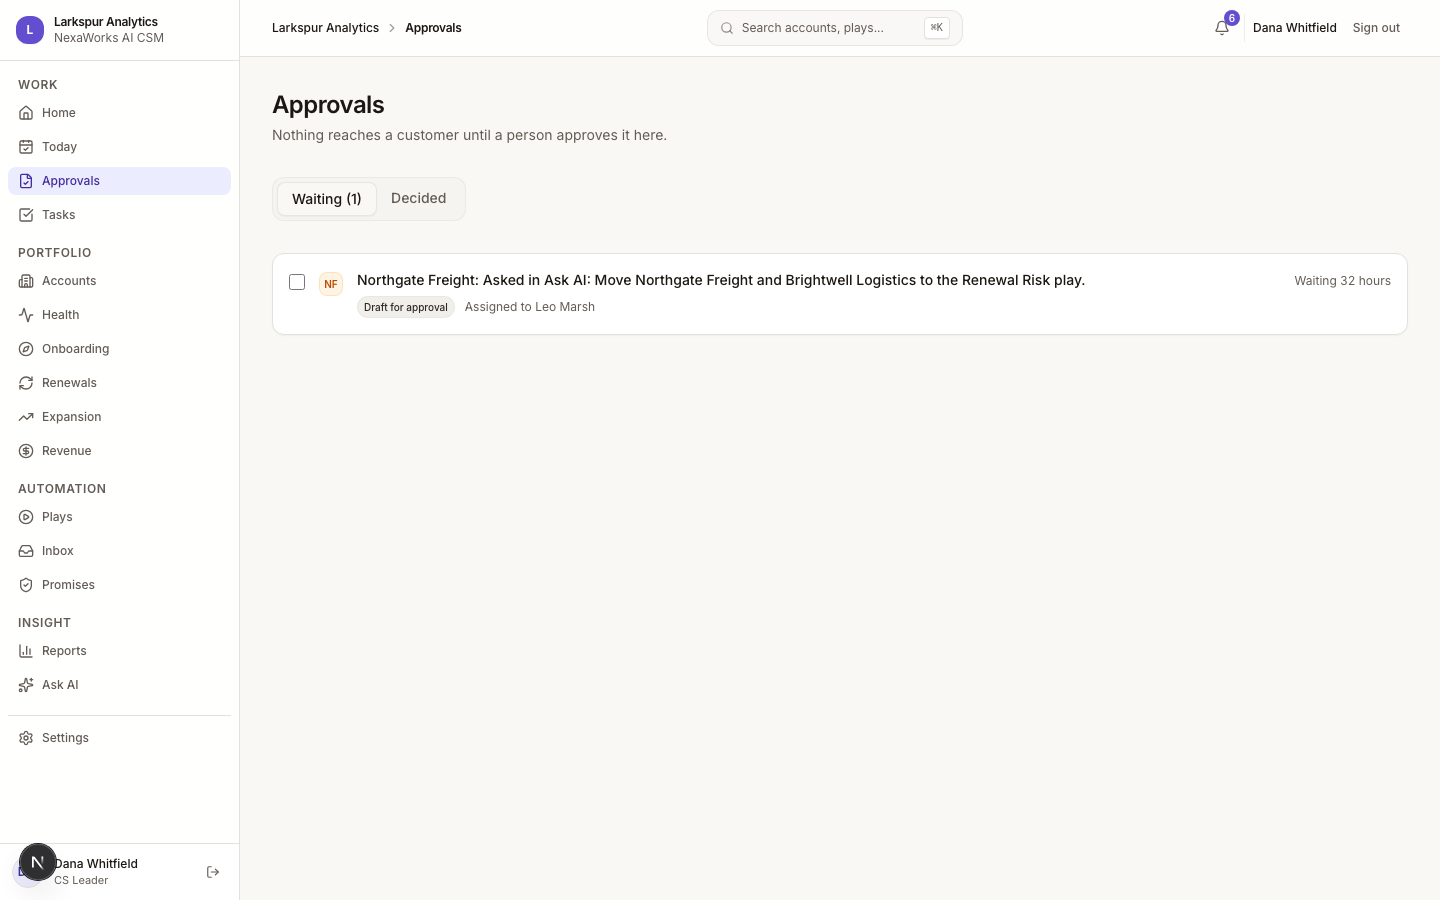 L
Larkspur Analytics
NexaWorks AI CSM
WORK
Home
Today
Approvals
Tasks
PORTFOLIO
Accounts
Health
Onboarding
Renewals
Expansion
Revenue
AUTOMATION
Plays
Inbox
Promises
INSIGHT
Reports
Ask AI
Settings
N
Dana Whitfield
CS Leader
Larkspur Analytics > Approvals
Search accounts, plays... ⌘K
6
Dana Whitfield
Sign out
Approvals
Nothing reaches a customer until a person approves it here.
Waiting (1)
Decided
NF
Northgate Freight: Asked in Ask AI: Move Northgate Freight and Brightwell Logistics to the Renewal Risk play.
Waiting 32 hours
Draft for approval
Assigned to Leo Marsh